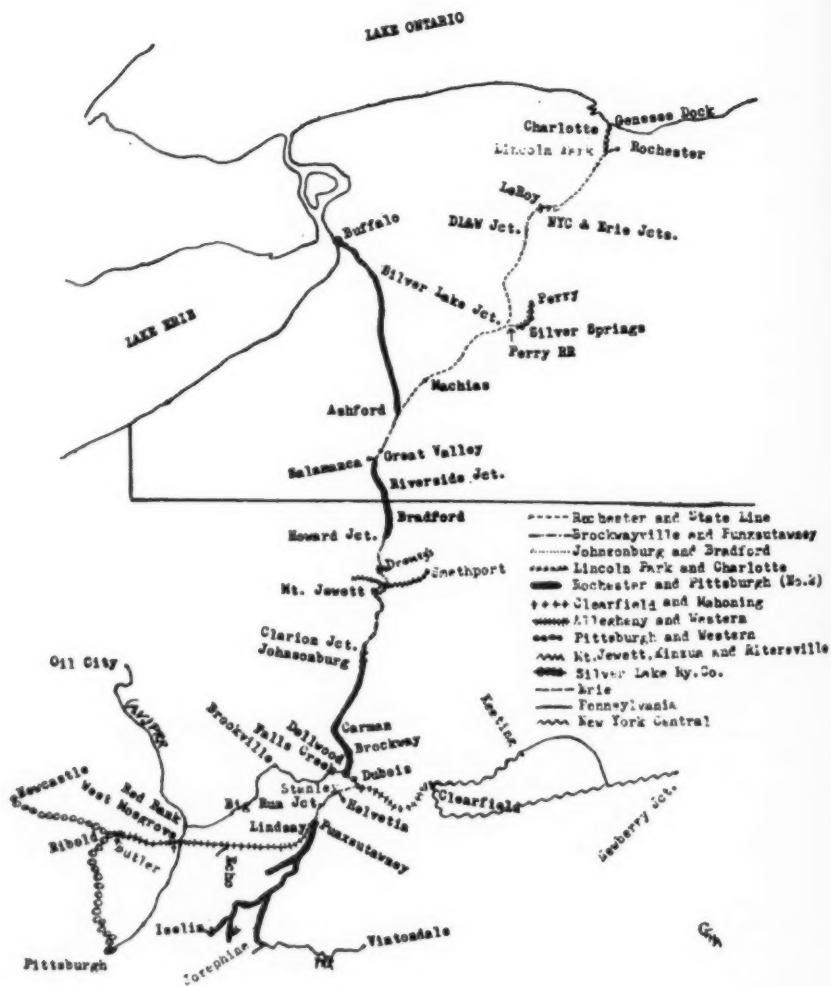 LAKE ONTARIO
Genesee Dock
Charlotte
Lincoln Park
Rochester
LeRoy
DL&W Jct.
NYC & Erie Jcts.
Buffalo
Silver Lake Jct.
Perry
LAKE ERIE
Silver Springs
Perry RR
Machias
Ashford
Great Valley
Salamanca
Riverside Jct.
Bradford
Howard Jct.
Smethport
Mt. Jewett
Clarion Jct.
Johnsonburg
Rochester and State Line
Brockwayville and Punxsutawney
Johnsonburg and Bradford
Lincoln Park and Charlotte
Rochester and Pittsburgh (No.2)
Clearfield and Mahoning
Allegheny and Western
Pittsburgh and Western
Mt.Jewett,Kinzua and Ritersville
Silver Lake Ry.Co.
Erie
Pennsylvania
New York Central
Oil City
Carman
Brockway
Dellwood
Falls Creek
Brockville
Dubois
Keating
Clearfield
Newberry Jct.
Stanley
Helvetia
Big Run Jct.
Lindsay
Punxsutawney
Red Bank
West Mosgrove
Newcastle
Ribold
Butler
Echo
Iselin
Josephine
Vintondale
Pittsburgh